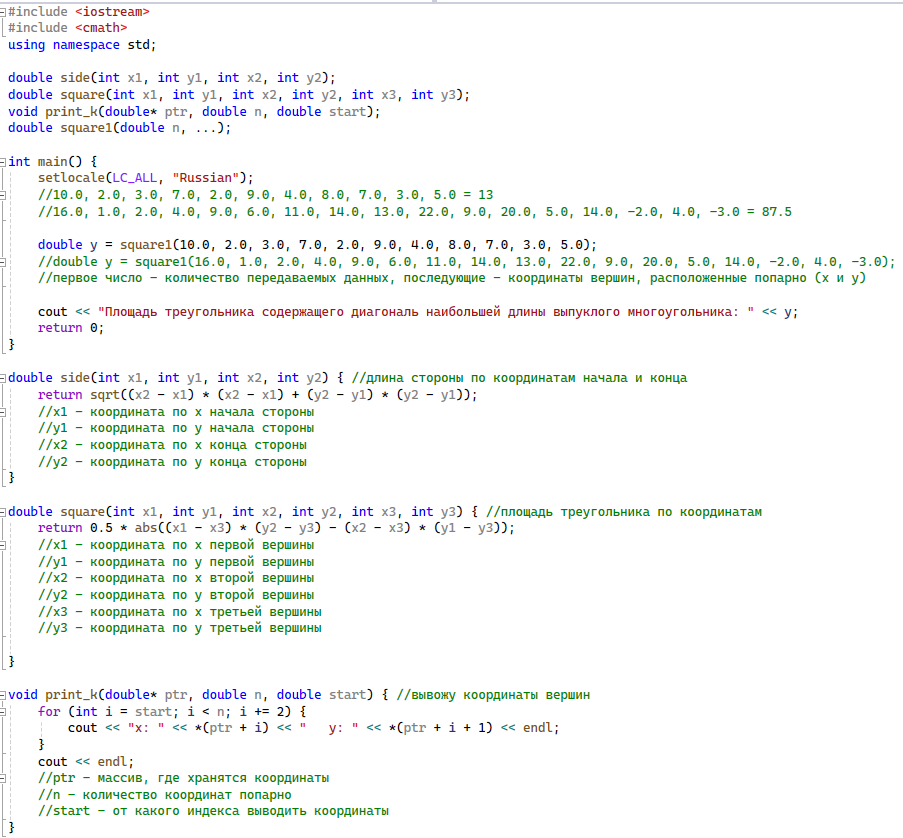 #include <iostream>
#include <cmath>
using namespace std;

double side(int x1, int y1, int x2, int y2);
double square(int x1, int y1, int x2, int y2, int x3, int y3);
void print_k(double* ptr, double n, double start);
double square1(double n, ...);

int main() {
    setlocale(LC_ALL, "Russian");
    //10.0, 2.0, 3.0, 7.0, 2.0, 9.0, 4.0, 8.0, 7.0, 3.0, 5.0 = 13
    //16.0, 1.0, 2.0, 4.0, 9.0, 6.0, 11.0, 14.0, 13.0, 22.0, 9.0, 20.0, 5.0, 14.0, -2.0, 4.0, -3.0 = 87.5

    double y = square1(10.0, 2.0, 3.0, 7.0, 2.0, 9.0, 4.0, 8.0, 7.0, 3.0, 5.0);
    //double y = square1(16.0, 1.0, 2.0, 4.0, 9.0, 6.0, 11.0, 14.0, 13.0, 22.0, 9.0, 20.0, 5.0, 14.0, -2.0, 4.0, -3.0);
    //первое число - количество передаваемых данных, последующие - координаты вершин, расположенные попарно (x и y)

    cout << "Площадь треугольника содержащего диагональ наибольшей длины выпуклого многоугольника: " << y;
    return 0;
}

double side(int x1, int y1, int x2, int y2) { //длина стороны по координатам начала и конца
    return sqrt((x2 - x1) * (x2 - x1) + (y2 - y1) * (y2 - y1));
    //x1 - координата по x начала стороны
    //y1 - координата по y начала стороны
    //x2 - координата по x конца стороны
    //y2 - координата по y конца стороны
}

double square(int x1, int y1, int x2, int y2, int x3, int y3) { //площадь треугольника по координатам
    return 0.5 * abs((x1 - x3) * (y2 - y3) - (x2 - x3) * (y1 - y3));
    //x1 - координата по x первой вершины
    //y1 - координата по y первой вершины
    //x2 - координата по x второй вершины
    //y2 - координата по y второй вершины
    //x3 - координата по x третьей вершины
    //y3 - координата по y третьей вершины

}

void print_k(double* ptr, double n, double start) { //вывожу координаты вершин
    for (int i = start; i < n; i += 2) {
        cout << "x: " << *(ptr + i) << "   y: " << *(ptr + i + 1) << endl;
    }
    cout << endl;
    //ptr - массив, где хранятся координаты
    //n - количество координат попарно
    //start - от какого индекса выводить координаты
}